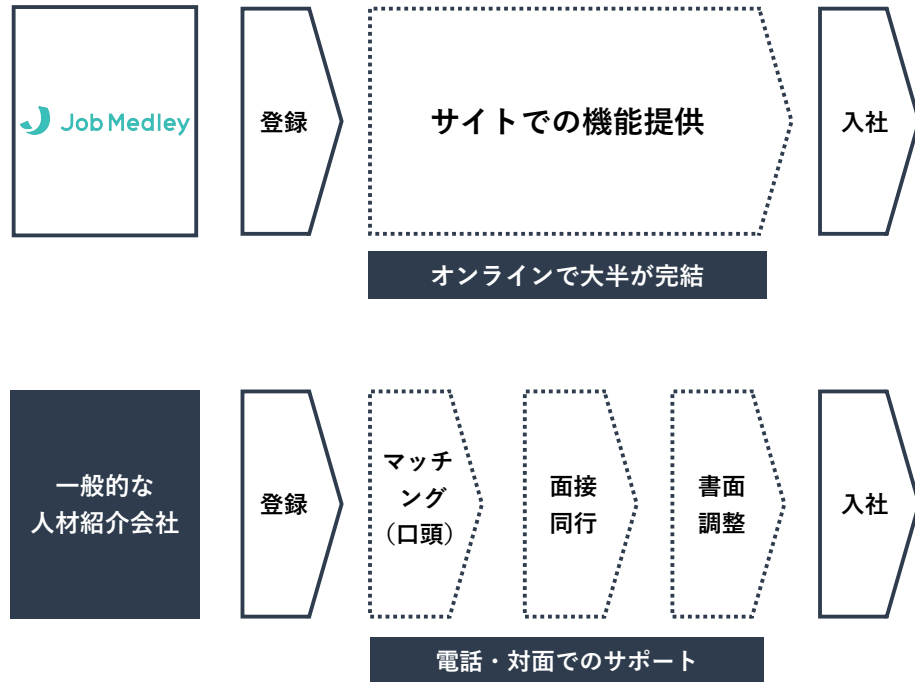 Job Medley
登録
サイトでの機能提供
入社
オンラインで大半が完結
一般的な
人材紹介会社
登録
マッチ
ング
（口頭）
面接
同行
書面
調整
入社
電話・対面でのサポート